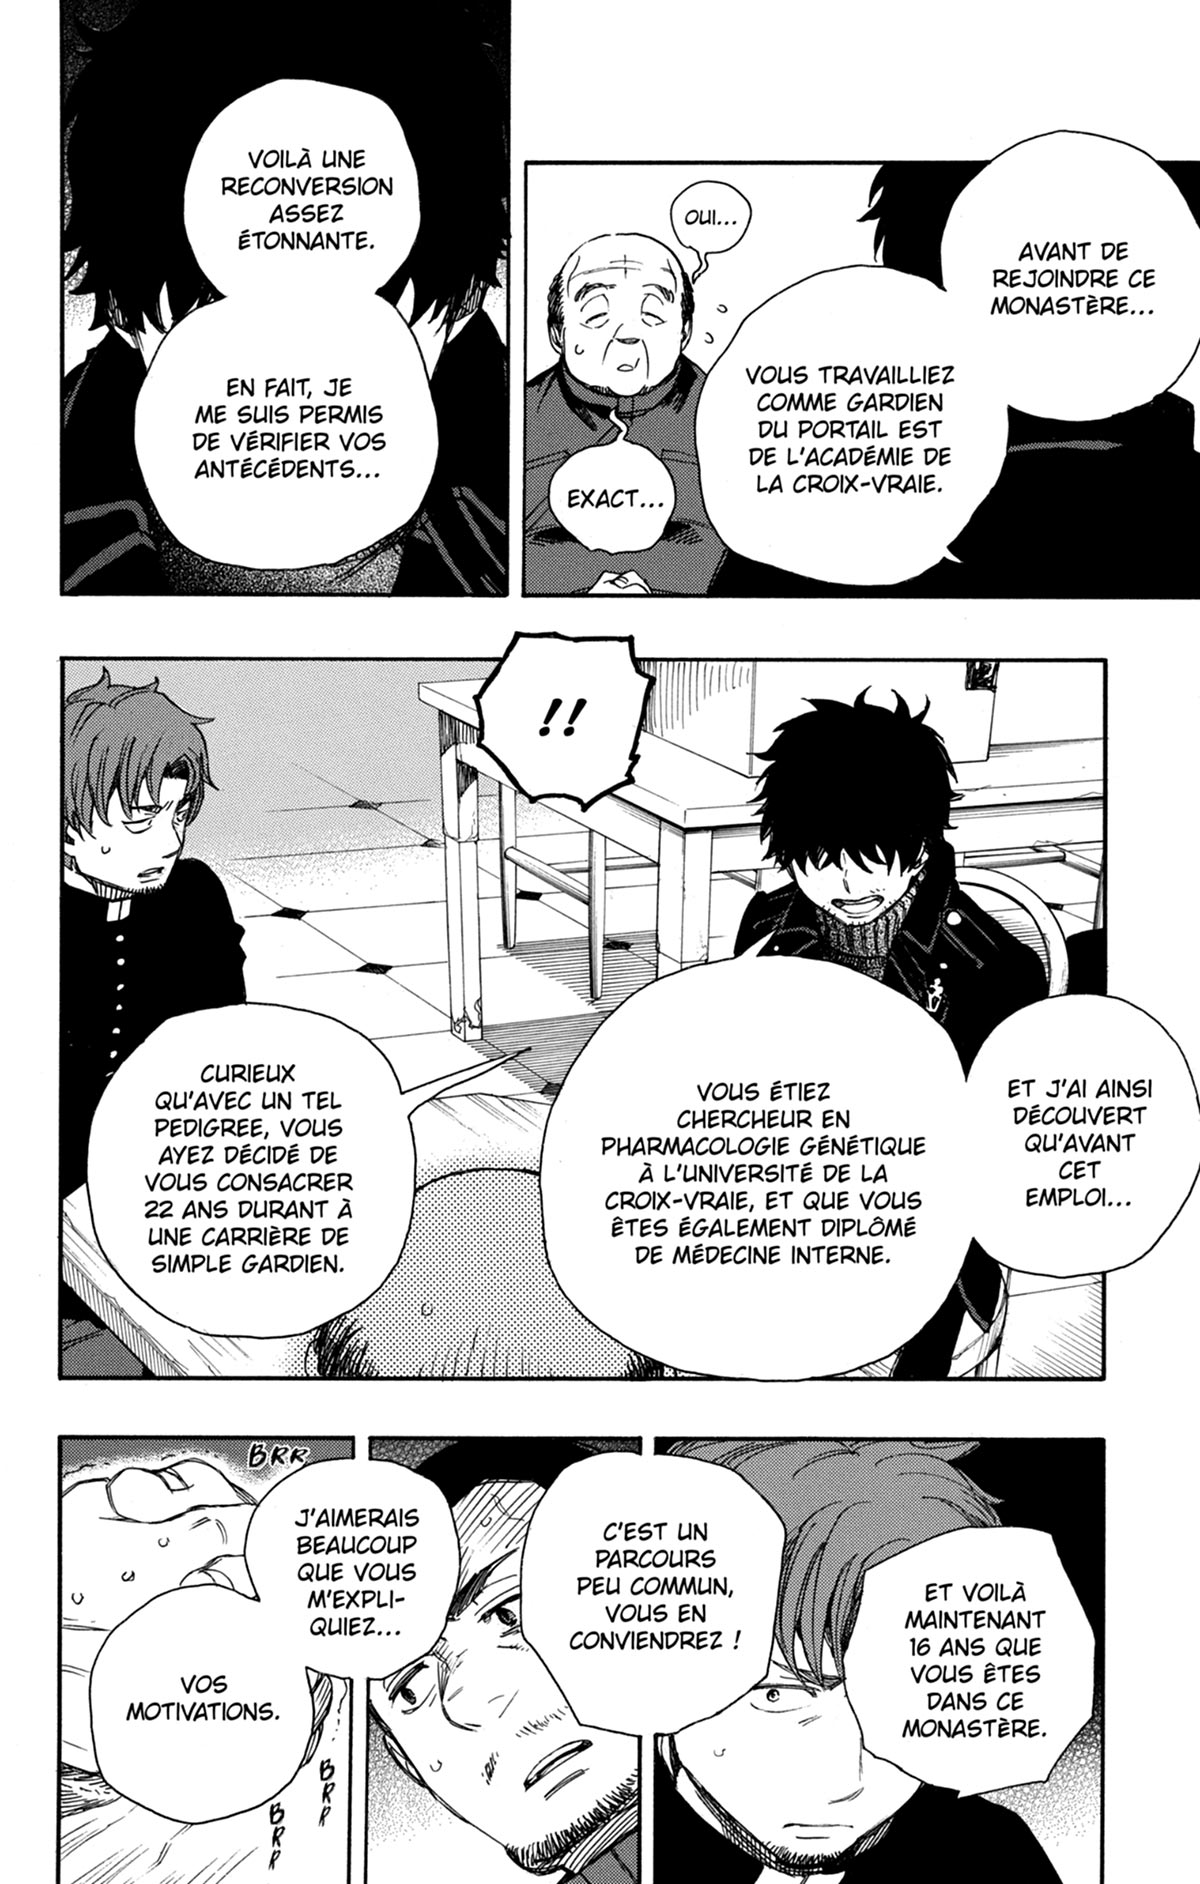 AVANT DE
REJOINDRE CE
MONASTÈRE...
VOUS TRAVAILLIEZ
COMME GARDIEN
DU PORTAIL EST
DE L'ACADÉMIE DE
LA CROIX-VRAIE.
OUI...
EXACT...
VOILÀ UNE
RECONVERSION
ASSEZ
ÉTONNANTE.
EN FAIT, JE
ME SUIS PERMIS
DE VÉRIFIER VOS
ANTÉCÉDENTS...
ET J'AI AINSI
DÉCOUVERT
QU'AVANT
CET
EMPLOI...
VOUS ÉTIEZ
CHERCHEUR EN
PHARMACOLOGIE GÉNÉTIQUE
À L'UNIVERSITÉ DE LA
CROIX-VRAIE, ET QUE VOUS
ÊTES ÉGALEMENT DIPLÔMÉ
DE MÉDECINE INTERNE.
!!
CURIEUX
QU'AVEC UN TEL
PEDIGREE, VOUS
AYEZ DÉCIDÉ DE
VOUS CONSACRER
22 ANS DURANT À
UNE CARRIÈRE DE
SIMPLE GARDIEN.
ET VOILÀ
MAINTENANT
16 ANS QUE
VOUS ÊTES
DANS CE
MONASTÈRE.
C'EST UN
PARCOURS
PEU COMMUN,
VOUS EN
CONVIENDREZ !
J'AIMERAIS
BEAUCOUP
QUE VOUS
M'EXPLI-
QUIEZ...
VOS
MOTIVATIONS.
BRR
BRR
BRR